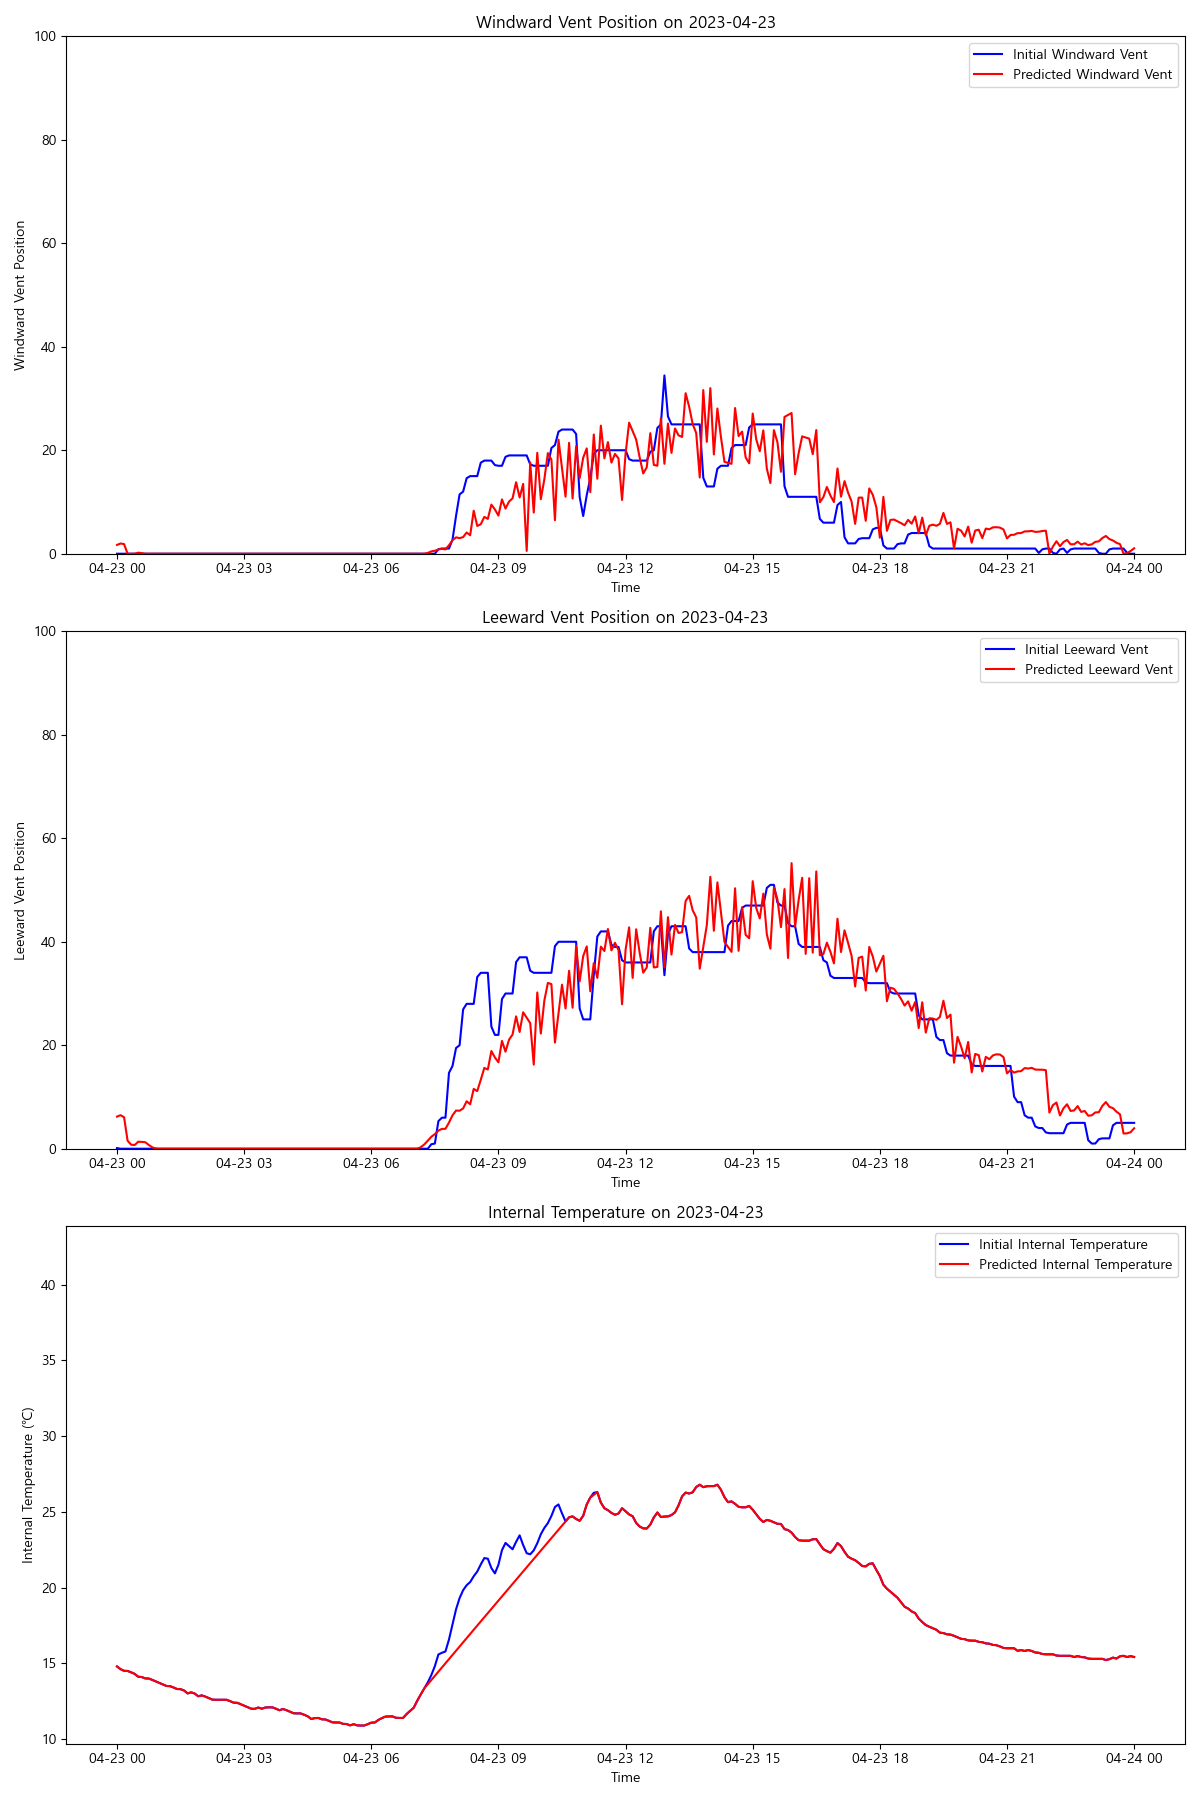 Windward Vent Position on 2023-04-23
100
80
60
40
20
0
Windward Vent Position
Initial Windward Vent
Predicted Windward Vent
04-23 00 04-23 03 04-23 06 04-23 09 04-23 12 04-23 15 04-23 18 04-23 21 04-24 00
Time
Leeward Vent Position on 2023-04-23
100
80
60
40
20
0
Leeward Vent Position
Initial Leeward Vent
Predicted Leeward Vent
04-23 00 04-23 03 04-23 06 04-23 09 04-23 12 04-23 15 04-23 18 04-23 21 04-24 00
Time
Internal Temperature on 2023-04-23
40
35
30
25
20
15
10
Internal Temperature (℃)
Initial Internal Temperature
Predicted Internal Temperature
04-23 00 04-23 03 04-23 06 04-23 09 04-23 12 04-23 15 04-23 18 04-23 21 04-24 00
Time